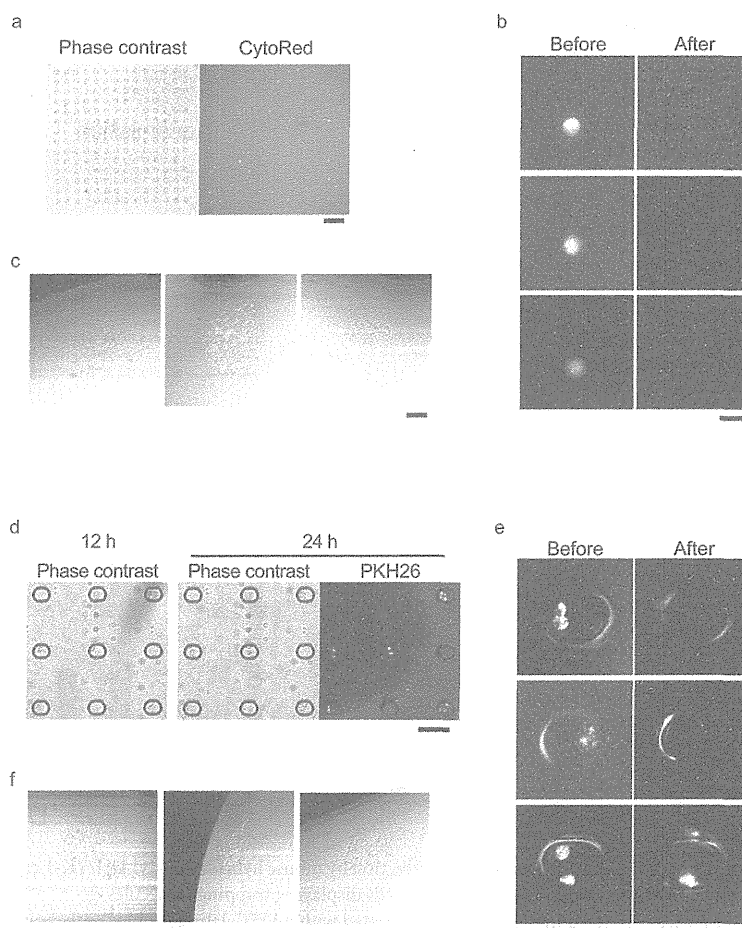 a
Phase contrast CytoRed
b
Before After
c
d
12 h 24 h
Phase contrast Phase contrast PKH26
e
Before After
f